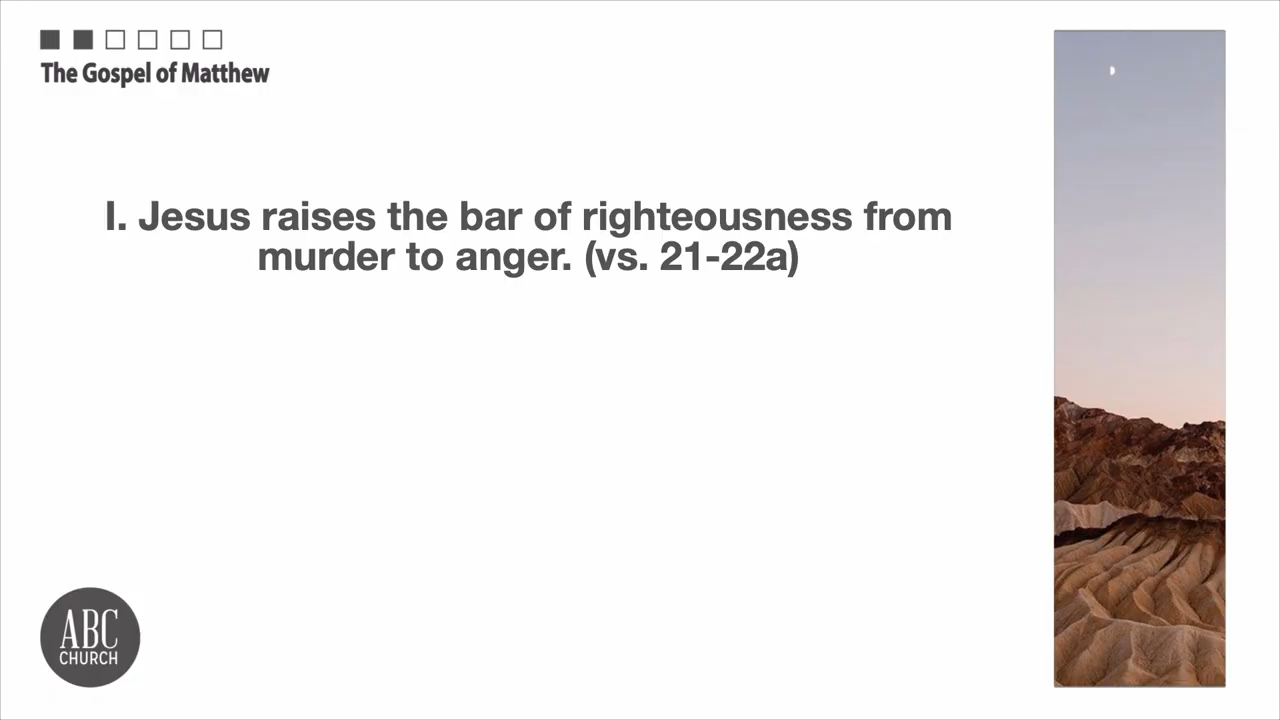 The Gospel of Matthew
I. Jesus raises the bar of righteousness from
murder to anger. (vs. 21-22a)
ABC
CHURCH